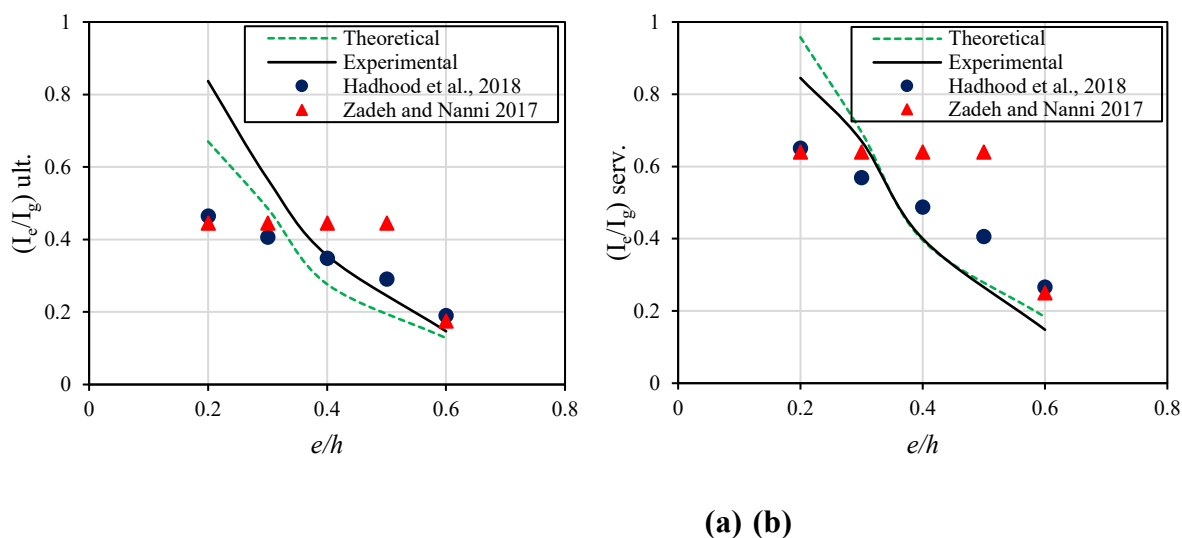 1
0.8
0.6
0.4
0.2
0
0
0.2
0.4
0.6
0.8
(Ie/Ig) ult.
e/h
Theoretical
Experimental
Hadhood et al., 2018
Zadeh and Nanni 2017
1
0.8
0.6
0.4
0.2
0
0
0.2
0.4
0.6
0.8
(Ie/Ig) serv.
e/h
Theoretical
Experimental
Hadhood et al., 2018
Zadeh and Nanni 2017
(a) (b)